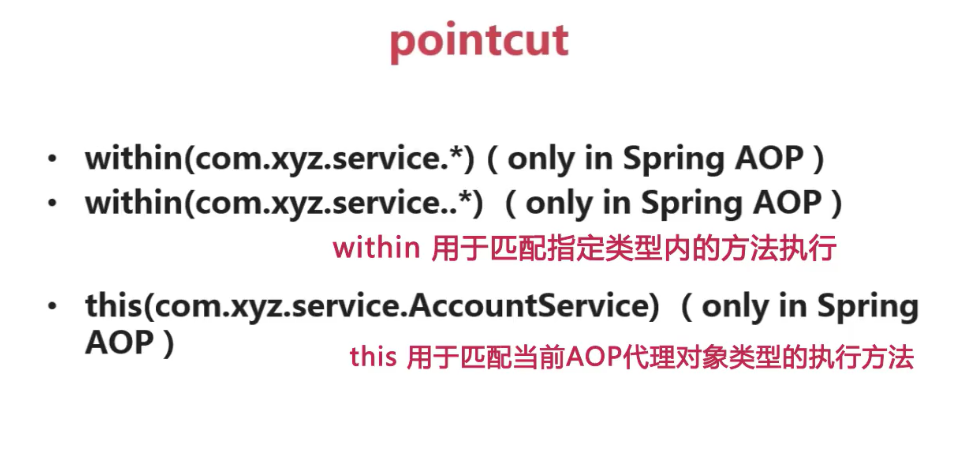 pointcut
• within(com.xyz.service.*) ( only in Spring AOP )
• within(com.xyz.service..*) ( only in Spring AOP )
within 用于匹配指定类型内的方法执行
• this(com.xyz.service.AccountService) ( only in Spring
AOP )
this 用于匹配当前AOP代理对象类型的执行方法